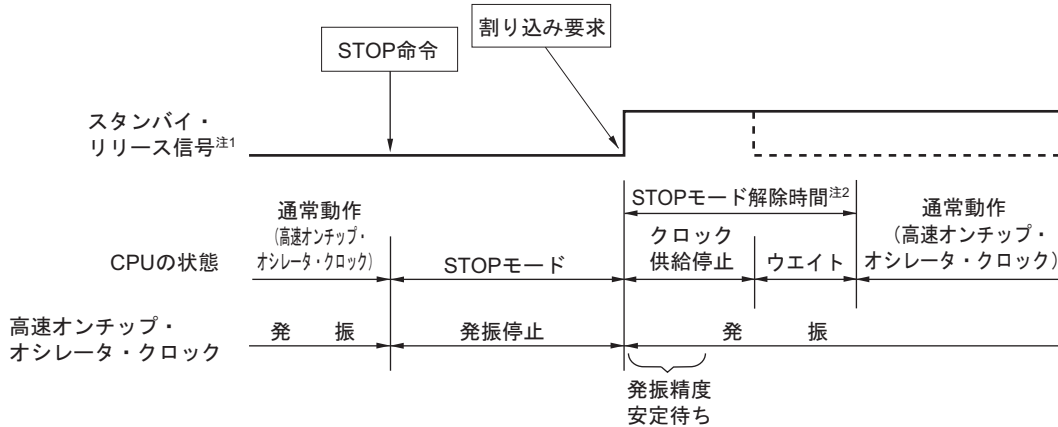 STOP命令
割り込み要求
スタンバイ・
リリース信号注1
STOPモード解除時間注2
通常動作
(高速オンチップ・
オシレータ・クロック)
クロック
供給停止
通常動作
(高速オンチップ・
オシレータ・クロック)
CPUの状態
STOPモード
ウエイト
高速オンチップ・
オシレータ・クロック
発 振
発振停止
発 振
発振精度
安定待ち